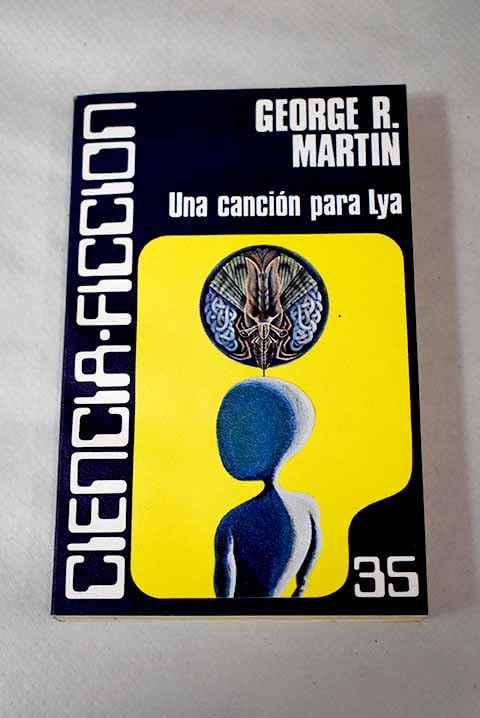 GEORGE R.
MARTIN
Una canción para Lya
CIENCIA-FICCION
35